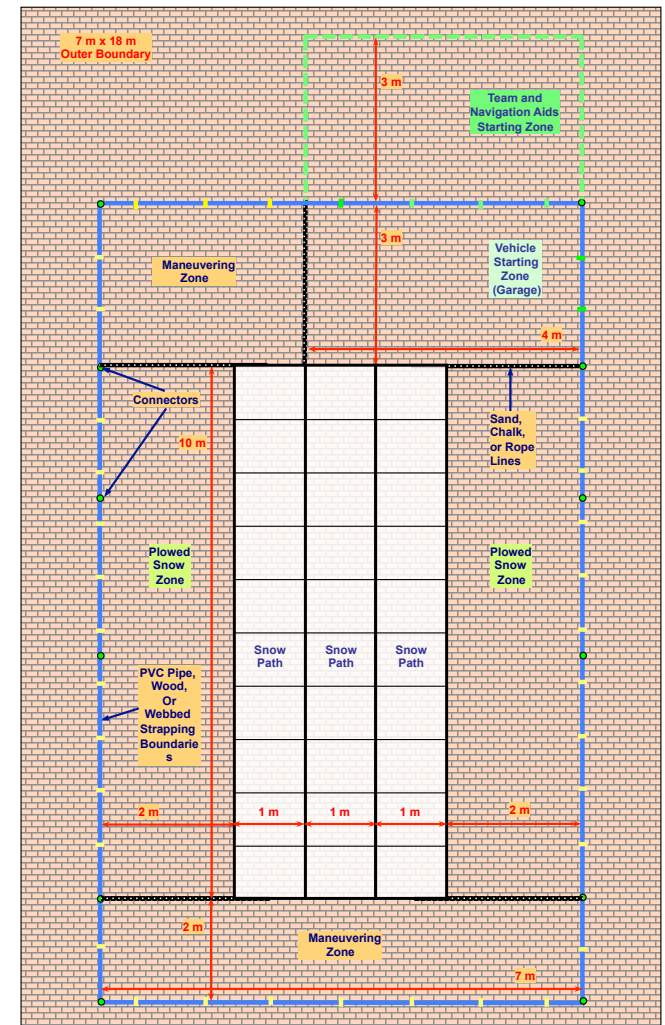 7 m x 18 m
Outer Boundary
3 m
Team and
Navigation Aids
Starting Zone
3 m
Maneuvering
Zone
Vehicle
Starting
Zone
(Garage)
4 m
Connectors
10 m
Sand,
Chalk,
or Rope
Lines
Plowed
Snow
Zone
Plowed
Snow
Zone
Snow
Path
Snow
Path
Snow
Path
PVC Pipe,
Wood,
Or
Webbed
Strapping
Boundarie
s
2 m
1 m
1 m
1 m
2 m
2 m
Maneuvering
Zone
7 m